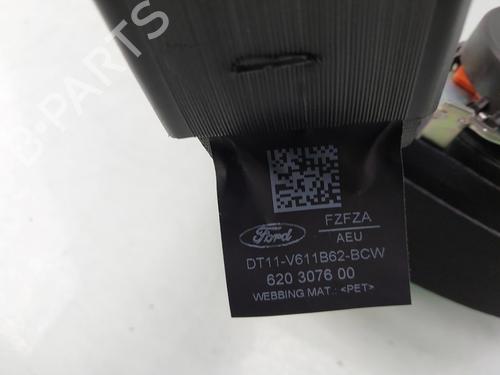 B-PARTS
Ford
FZFZA
AEU
DT11-V611B62-BCW
620 3076 00
WEBBING MAT.: <PET>